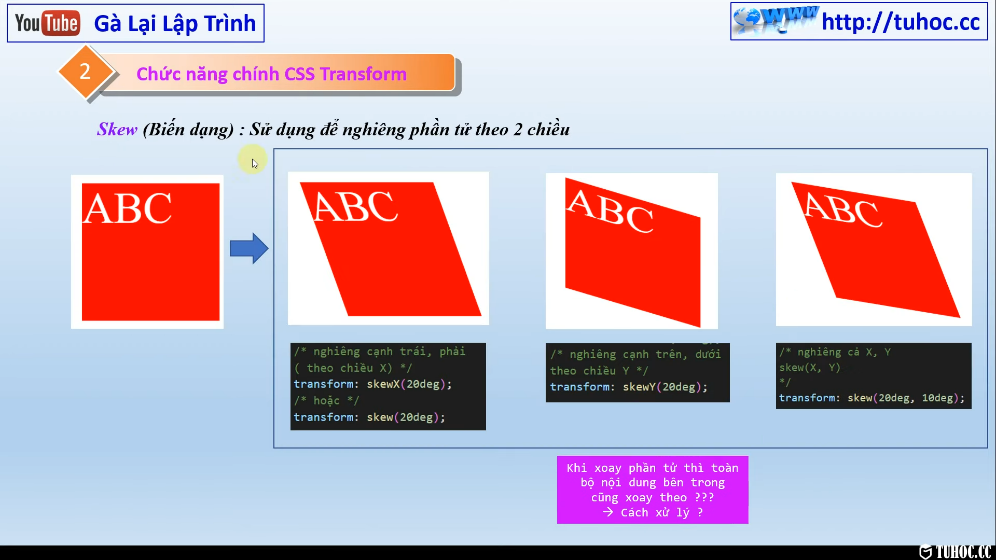 YouTube Gà Lại Lập Trình
www http://tuhoc.cc
2
Chức năng chính CSS Transform
Skew (Biến dạng) : Sử dụng để nghiêng phần tử theo 2 chiều
ABC
ABC
ABC
ABC
/* nghiêng cạnh trái, phải
( theo chiều X) */
transform: skewX(20deg);
/* hoặc */
transform: skew(20deg);
/* nghiêng cạnh trên, dưới
theo chiều Y */
transform: skewY(20deg);
/* nghiêng cả X, Y
skew(X, Y)
*/
transform: skew(20deg, 10deg);
Khi xoay phần tử thì toàn
bộ nội dung bên trong
cũng xoay theo ???
→ Cách xử lý ?
TUHOC.CC